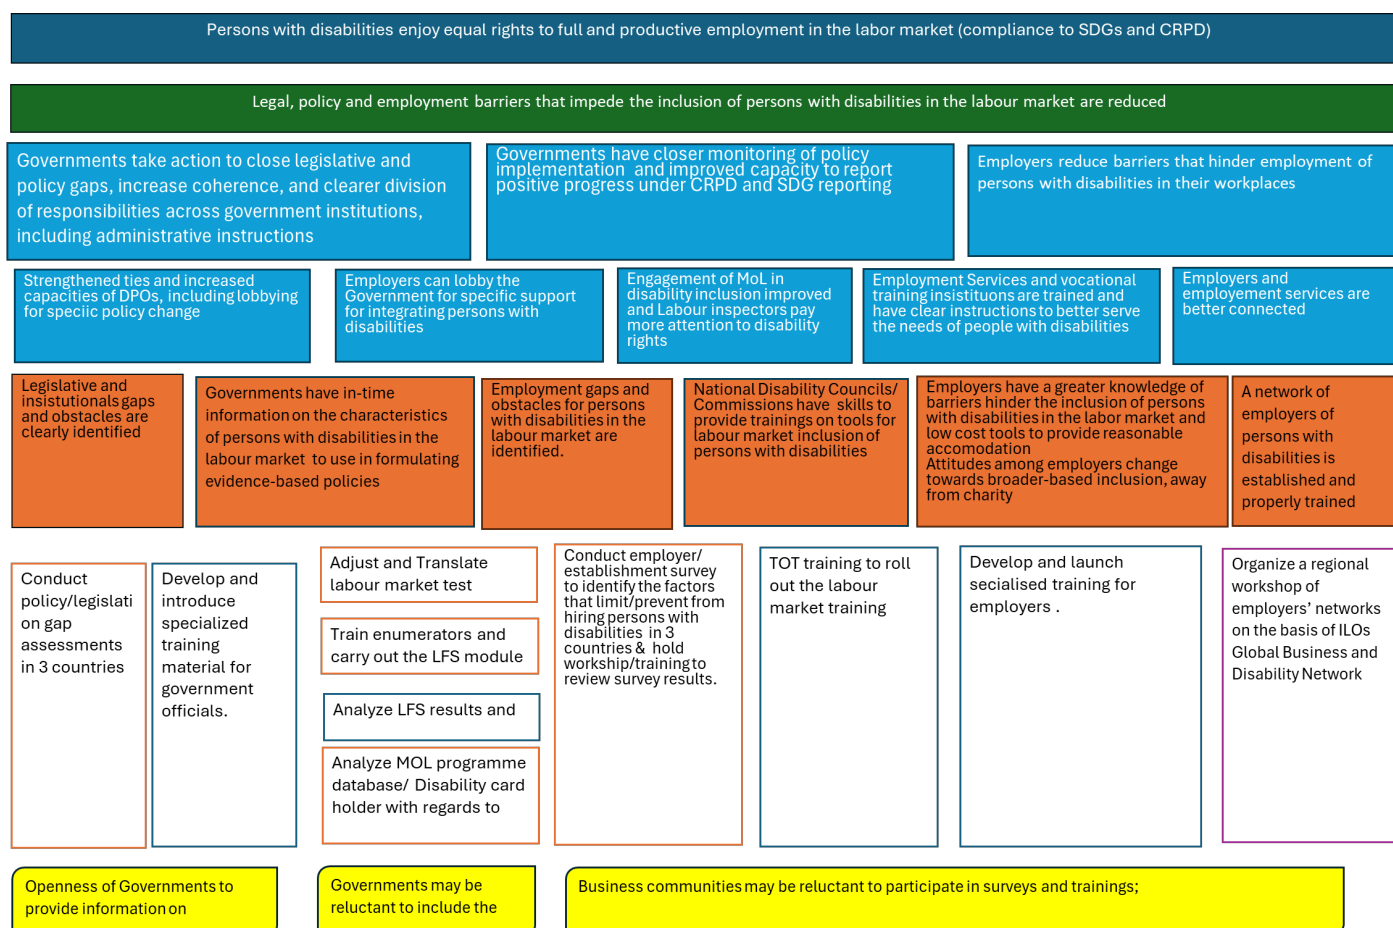 Persons with disabilities enjoy equal rights to full and productive employment in the labor market (compliance to SDGs and CRPD)
Legal, policy and employment barriers that impede the inclusion of persons with disabilities in the labour market are reduced
Governments take action to close legislative and
policy gaps, increase coherence, and clearer division
of responsibilities across government institutions,
including administrative instructions
Governments have closer monitoring of policy
implementation and improved capacity to report
positive progress under CRPD and SDG reporting
Employers reduce barriers that hinder employment of
persons with disabilities in their workplaces
Strengthened ties and increased
capacities of DPOs, including lobbying
for speciic policy change
Employers can lobby the
Government for specific support
for integrating persons with
disabilities
Engagement of MoL in
disability inclusion improved
and Labour inspectors pay
more attention to disability
rights
Employment Services and vocational
training insistituons are trained and
have clear instructions to better serve
the needs of people with disabilities
Employers and
employement services are
better connected
Legislative and
insistutionals gaps
and obstacles are
clearly identified
Governments have in-time
information on the characteristics
of persons with disabilities in the
labour market to use in formulating
evidence-based policies
Employment gaps and
obstacles for persons
with disabilities in the
labour market are
identified.
National Disability Councils/
Commissions have skills to
provide trainings on tools for
labour market inclusion of
persons with disabilities
Employers have a greater knowledge of
barriers hinder the inclusion of persons
with disabilities in the labor market and
low cost tools to provide reasonable
accomodation
Attitudes among employers change
towards broader-based inclusion, away
from charity
A network of
employers of
persons with
disabilities is
established and
properly trained
Conduct
policy/legislati
on gap
assessments
in 3 countries
Develop and
introduce
specialized
training
material for
government
officials.
Adjust and Translate
labour market test
Train enumerators and
carry out the LFS module
Analyze LFS results and
Analyze MOL programme
database/ Disability card
holder with regards to
Conduct employer/
establishment survey
to identify the factors
that limit/prevent from
hiring persons with
disabilities in 3
countries & hold
workship/training to
review survey results.
TOT training to roll
out the labour
market training
Develop and launch
secialised training for
employers .
Organize a regional
workshop of
employers’ networks
on the basis of ILOs
Global Business and
Disability Network
Openness of Governments to
provide information on
Governments may be
reluctant to include the
Business communities may be reluctant to participate in surveys and trainings;